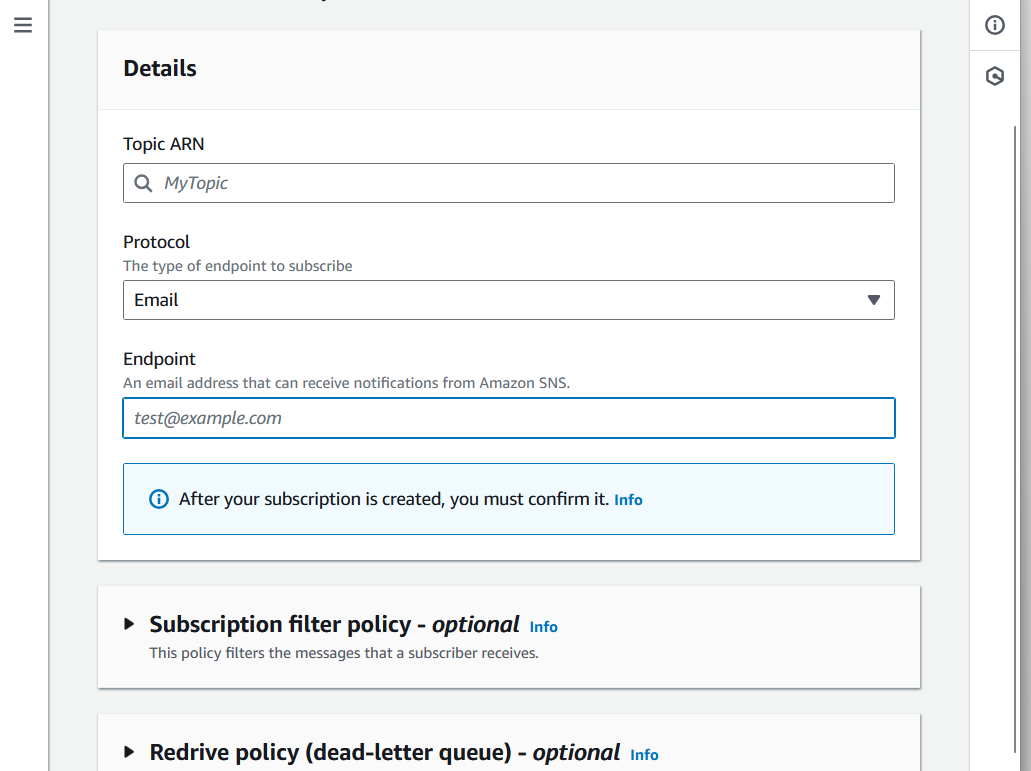 Details
Topic ARN
MyTopic
Protocol
The type of endpoint to subscribe
Email
Endpoint
An email address that can receive notifications from Amazon SNS.
test@example.com
After your subscription is created, you must confirm it. Info
Subscription filter policy - optional Info
This policy filters the messages that a subscriber receives.
Redrive policy (dead-letter queue) - optional Info